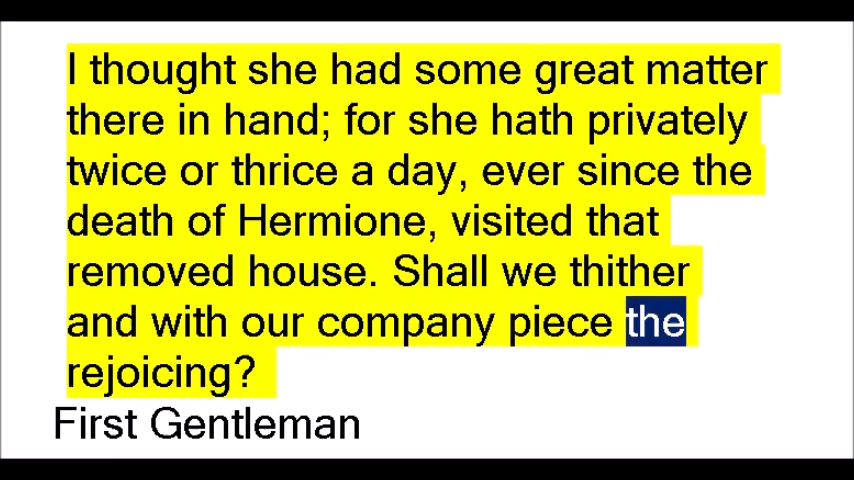 I thought she had some great matter
there in hand; for she hath privately
twice or thrice a day, ever since the
death of Hermione, visited that
removed house. Shall we thither
and with our company piece the
rejoicing?
First Gentleman